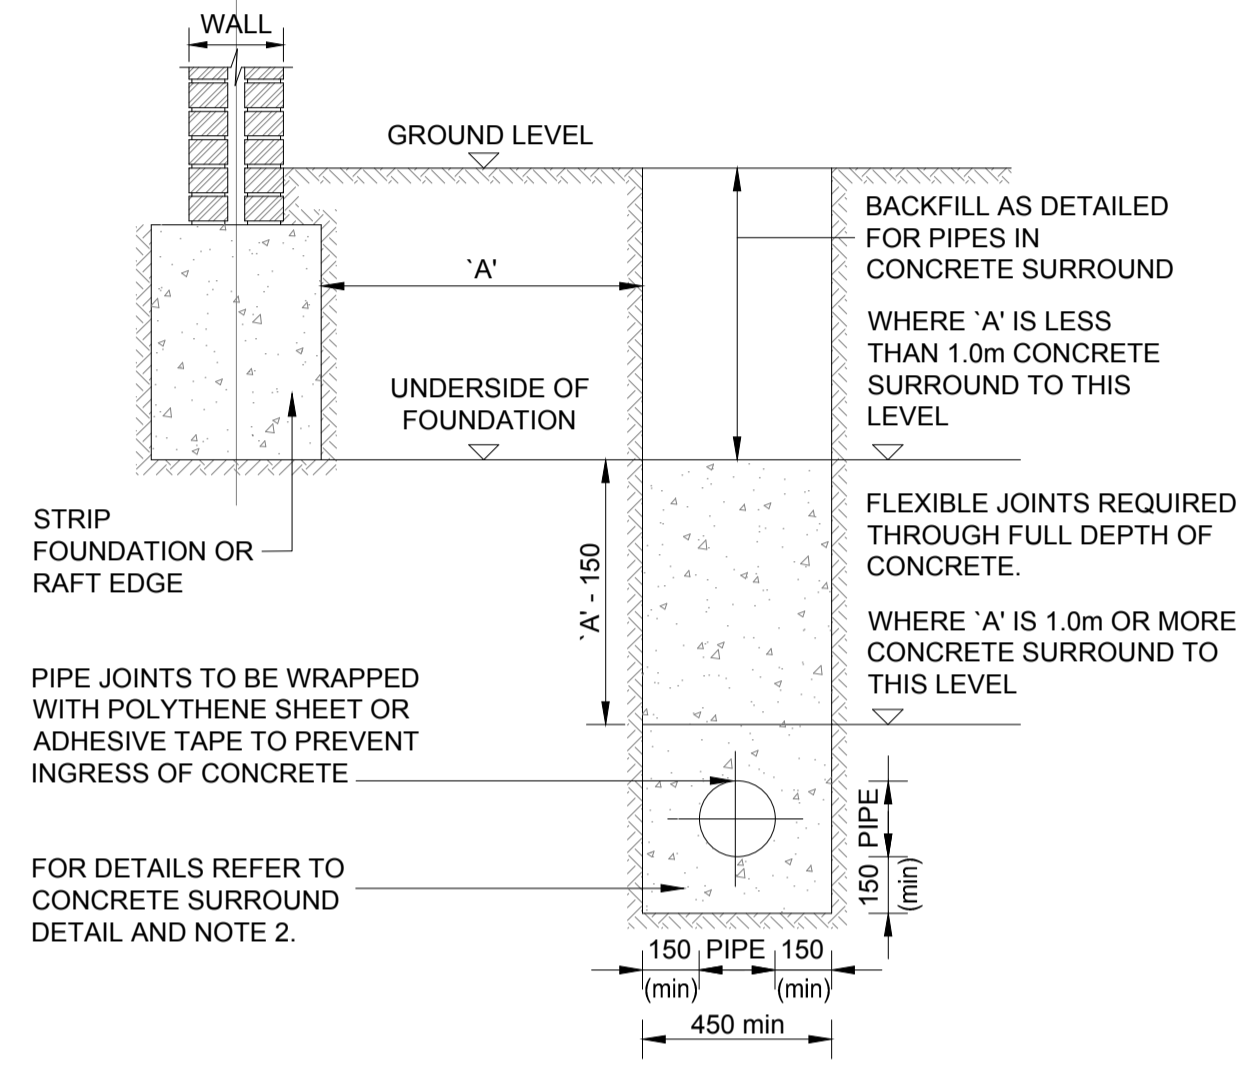 WALL
GROUND LEVEL
BACKFILL AS DETAILED
FOR PIPES IN
CONCRETE SURROUND
`A'
WHERE `A' IS LESS
THAN 1.0m CONCRETE
SURROUND TO THIS
LEVEL
UNDERSIDE OF
FOUNDATION
STRIP
FOUNDATION OR
RAFT EDGE
FLEXIBLE JOINTS REQUIRED
THROUGH FULL DEPTH OF
CONCRETE.
`A' - 150
WHERE `A' IS 1.0m OR MORE
CONCRETE SURROUND TO
THIS LEVEL
PIPE JOINTS TO BE WRAPPED
WITH POLYTHENE SHEET OR
ADHESIVE TAPE TO PREVENT
INGRESS OF CONCRETE
FOR DETAILS REFER TO
CONCRETE SURROUND
DETAIL AND NOTE 2.
150 PIPE
(min)
150 PIPE 150
(min) (min)
450 min